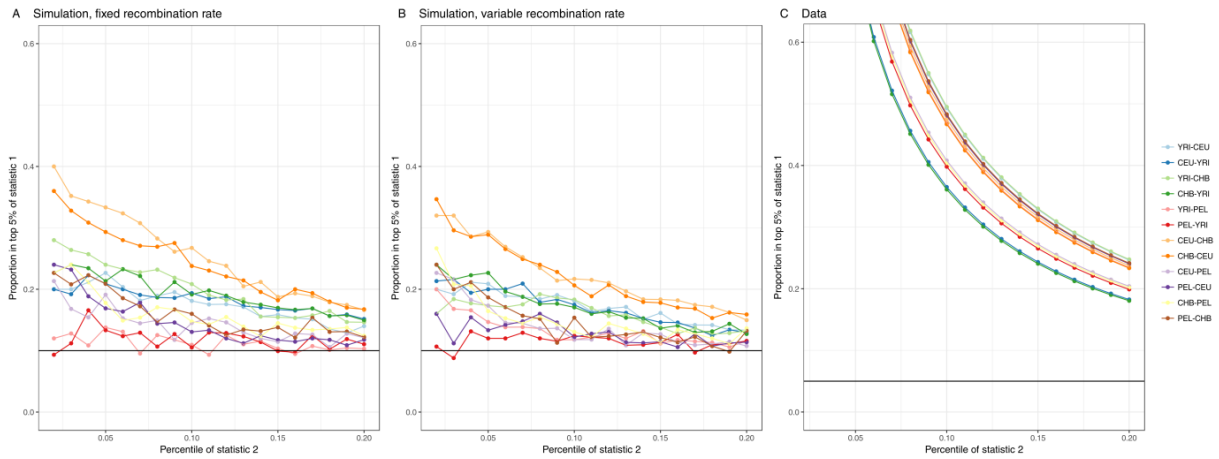 A Simulation, fixed recombination rate
Proportion in top 5% of statistic 1
0.6
0.4
0.2
0.0
0.05
0.10
0.15
0.20
Percentile of statistic 2
B Simulation, variable recombination rate
Proportion in top 5% of statistic 1
0.6
0.4
0.2
0.0
0.05
0.10
0.15
0.20
Percentile of statistic 2
C Data
Proportion in top 5% of statistic 1
0.6
0.4
0.2
0.0
0.05
0.10
0.15
0.20
Percentile of statistic 2
YRI-CEU
CEU-YRI
YRI-CHB
CHB-YRI
YRI-PEL
PEL-YRI
CEU-CHB
CHB-CEU
CEU-PEL
PEL-CEU
CHB-PEL
PEL-CHB